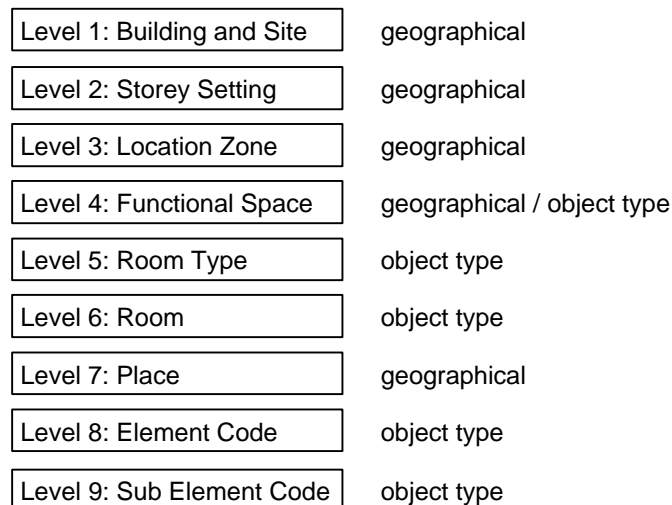 Level 1: Building and Site geographical
Level 2: Storey Setting geographical
Level 3: Location Zone geographical
Level 4: Functional Space geographical / object type
Level 5: Room Type object type
Level 6: Room object type
Level 7: Place geographical
Level 8: Element Code object type
Level 9: Sub Element Code object type